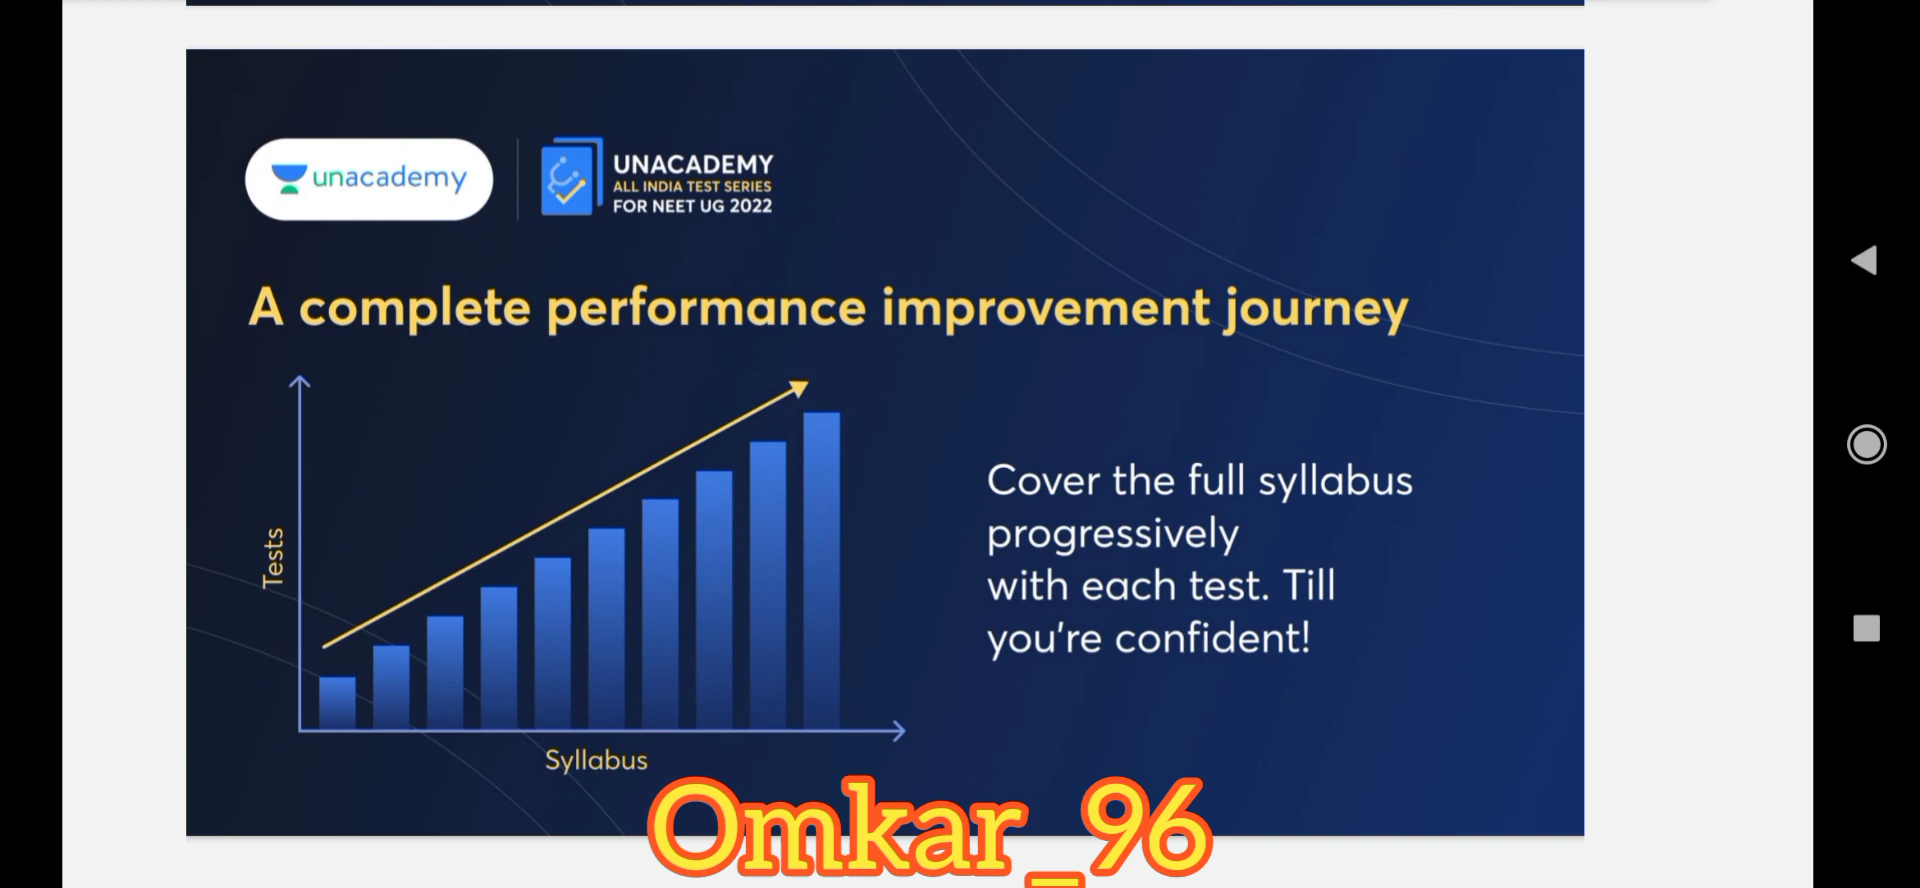 unacademy
UNACADEMY
ALL INDIA TEST SERIES
FOR NEET UG 2022
A complete performance improvement journey
Tests
Syllabus
Cover the full syllabus
progressively
with each test. Till
you're confident!
Omkar_96